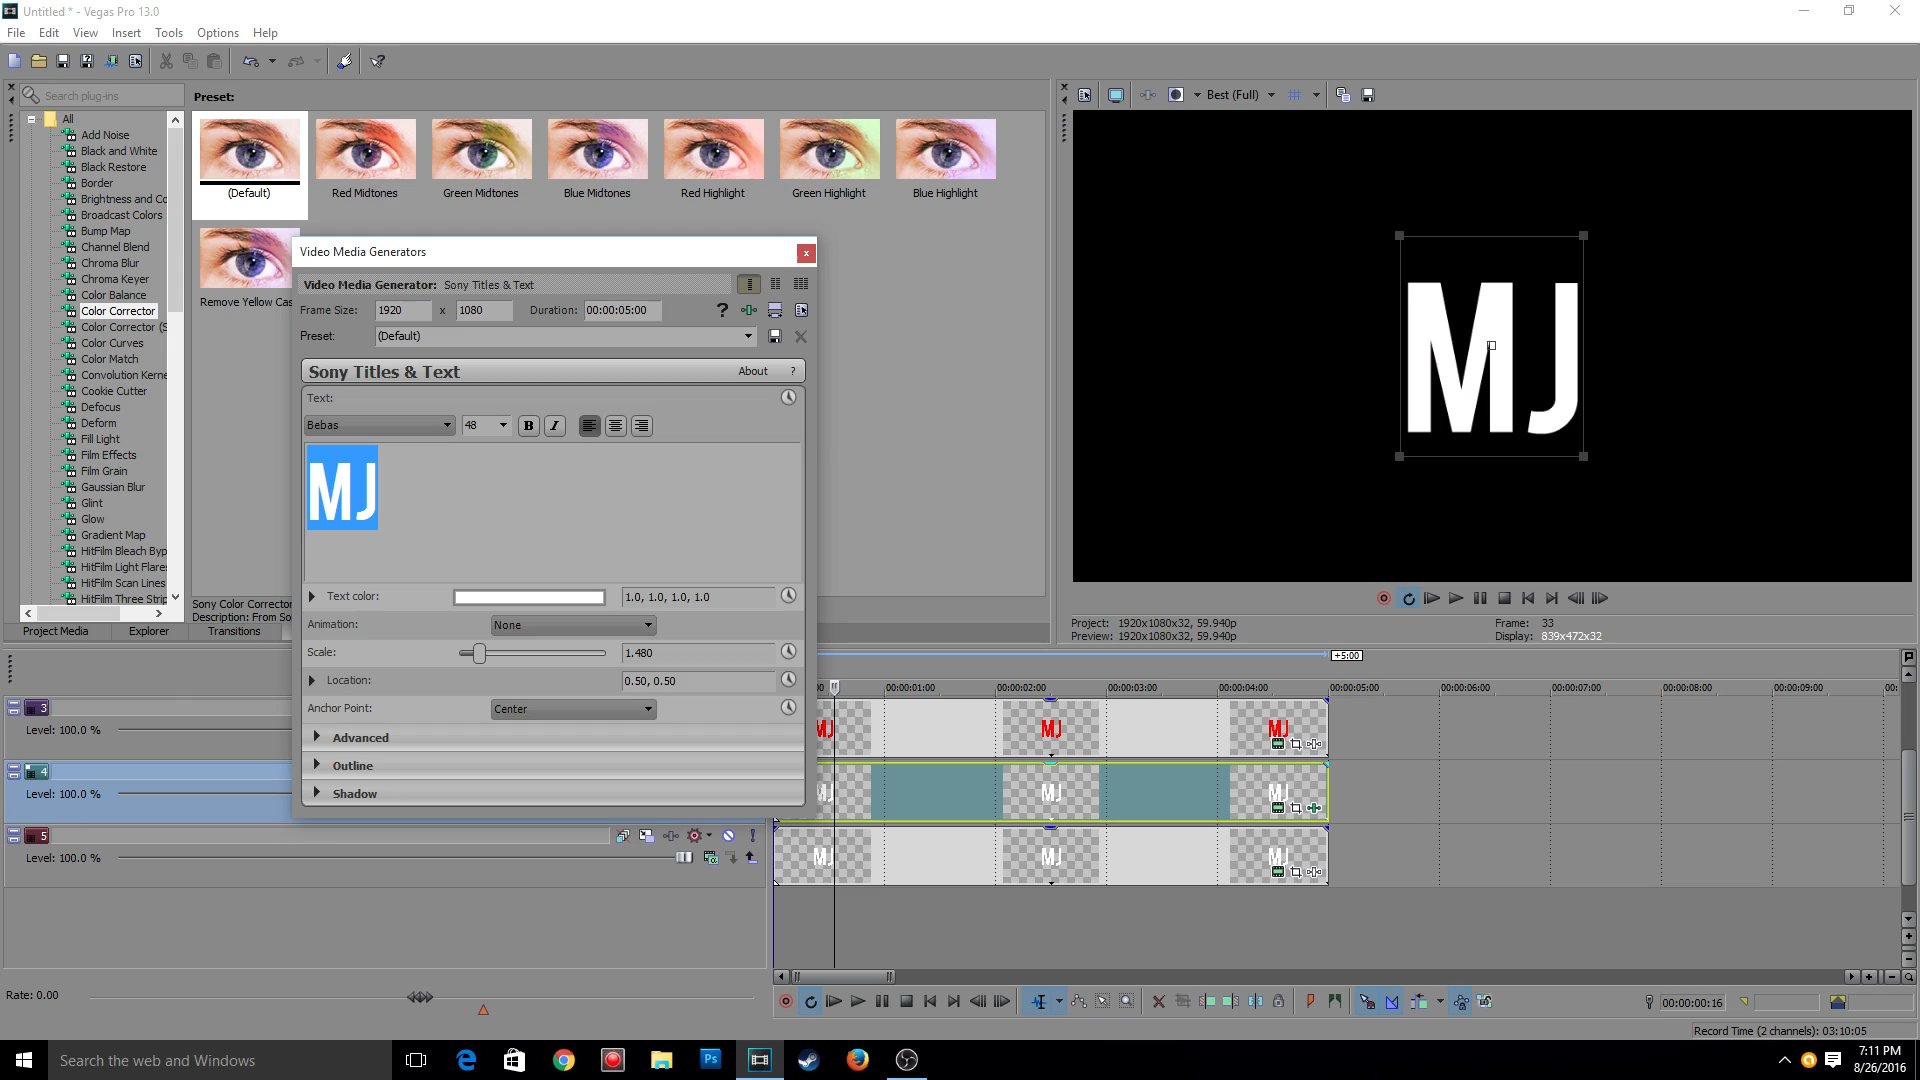 Untitled * - Vegas Pro 13.0
File Edit View Insert Tools Options Help
Search plug-ins
Preset:
Best (Full)
All
Add Noise
Black and White
Black Restore
Border
Brightness and Co
Broadcast Colors
Bump Map
Channel Blend
Chroma Blur
Chroma Keyer
Color Balance
Color Corrector
Color Corrector (S
Color Curves
Color Match
Convolution Kerne
Cookie Cutter
Defocus
Deform
Fill Light
Film Effects
Film Grain
Gaussian Blur
Glint
Glow
Gradient Map
HitFilm Bleach Byp
HitFilm Light Flares
HitFilm Scan Lines
HitFilm Three Strip
(Default) Red Midtones Green Midtones Blue Midtones Red Highlight Green Highlight Blue Highlight
Remove Yellow Cas
Sony Color Corrector
Description: From So
Project Media Explorer Transitions
Video Media Generators
x
Video Media Generator: Sony Titles & Text
Frame Size: 1920 x 1080 Duration: 00:00:05:00 ?
Preset: (Default)
Sony Titles & Text About ?
Text:
Bebas 48 B I
MJ
Text color: 1.0, 1.0, 1.0, 1.0
Animation: None
Scale: 1.480
Location: 0.50, 0.50
Anchor Point: Center
Advanced
Outline
Shadow
MJ
Project: 1920x1080x32, 59.940p Frame: 33
Preview: 1920x1080x32, 59.940p Display: 839x472x32
+5:00
00 00:00:01:00 00:00:02:00 00:00:03:00 00:00:04:00 00:00:05:00 00:00:06:00 00:00:07:00 00:00:08:00 00:00:09:00 00:
3
Level: 100.0 %
MJ MJ MJ
4
Level: 100.0 %
MJ MJ MJ
5
Level: 100.0 %
MJ MJ MJ
Rate: 0.00
00:00:00:16
Record Time (2 channels): 03:10:05
Search the web and Windows
Ps
7:11 PM
8/26/2016